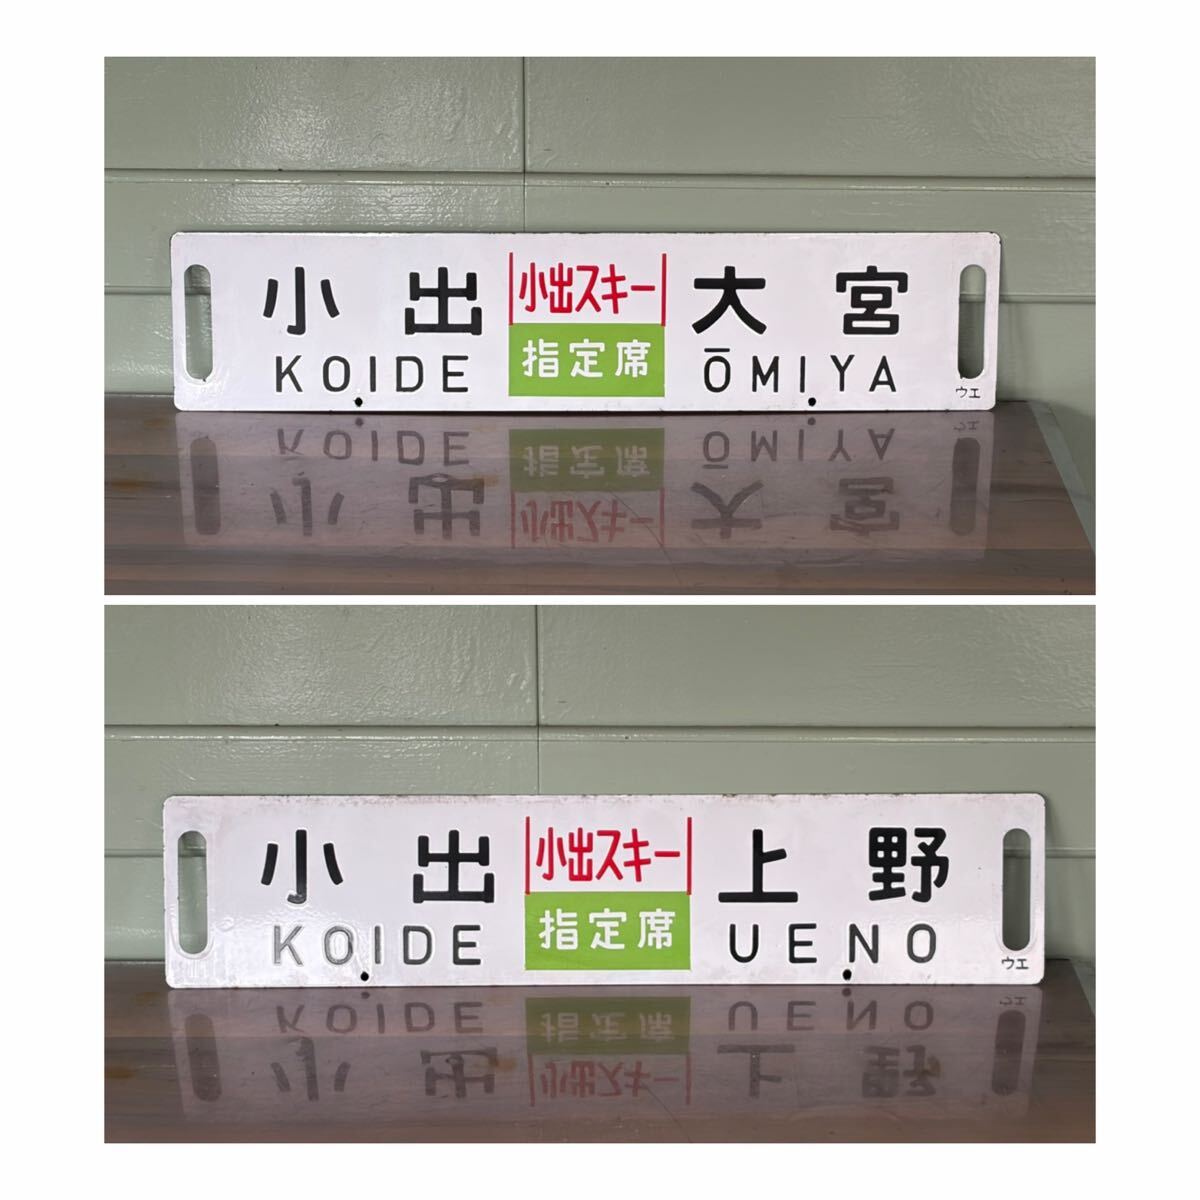 小出 小出スキー 大宮
KOIDE 指定席 ŌMIYA
ウエ
小出 小出スキー 上野
KOIDE 指定席 UENO
ウエ